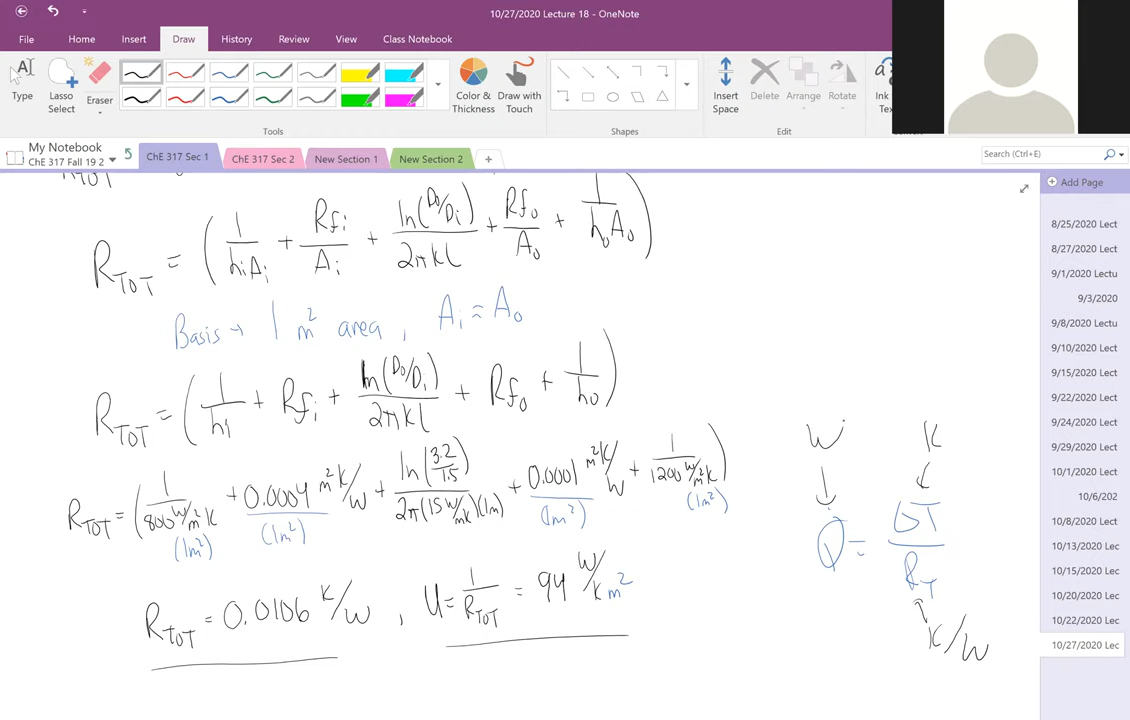 10/27/2020 Lecture 18 - OneNote
File Home Insert Draw History Review View Class Notebook
Type
Lasso Select
Eraser
Color & Thickness
Draw with Touch
Insert Space
Delete
Arrange
Rotate
Ink
Tex
Tools
Shapes
Edit
My Notebook
ChE 317 Fall 19 2
ChE 317 Sec 1
ChE 317 Sec 2
New Section 1
New Section 2
+
Search (Ctrl+E)
Add Page
8/25/2020 Lect
8/27/2020 Lect
9/1/2020 Lectu
9/3/2020
9/8/2020 Lectu
9/10/2020 Lect
9/15/2020 Lect
9/22/2020 Lect
9/24/2020 Lect
9/29/2020 Lect
10/1/2020 Lect
10/6/202
10/8/2020 Lect
10/13/2020 Lec
10/15/2020 Lec
10/20/2020 Lec
10/22/2020 Lec
10/27/2020 Lec
R_TOT = (1/(h_i A_i) + Rf_i/A_i + ln(D_o/D_i)/(2πkl) + Rf_o/A_o + 1/(h_o A_o))
Basis → 1 m² area, A_i ≈ A_o
R_TOT = (1/h_i + Rf_i + ln(D_o/D_i)/(2πkl) + Rf_o + 1/h_o)
R_TOT = (1/(800 W/m²K (1m²)) + 0.0004 m²K/W/(1m²) + ln(3.2/1.5)/(2π(15 W/mK)(1m)) + 0.0001 m²K/W/(1m²) + 1/(1200 W/m²K (1m²)))
R_TOT = 0.0106 K/W , U = 1/R_TOT = 94 W/K m²
W K
Q = ΔT/R_T
K/W